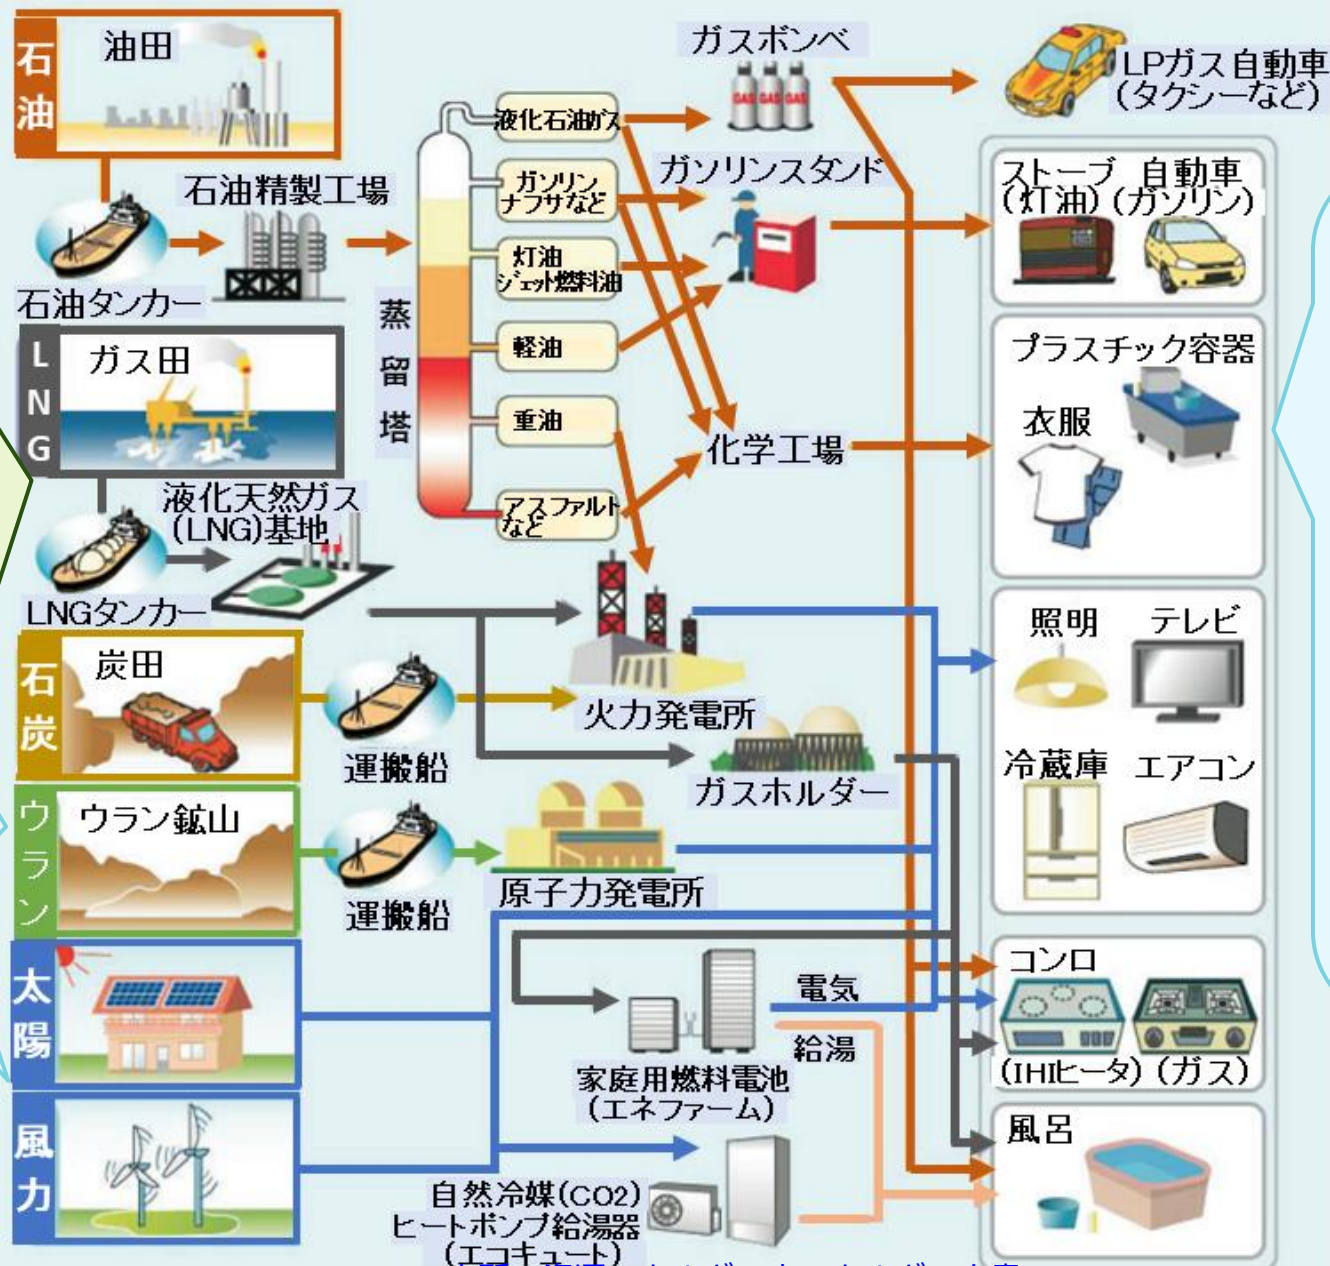 石油
油田
石油タンカー
石油精製工場
蒸留塔
液化石油ガス
ガソリン
ナフサなど
灯油
ジェット燃料油
軽油
重油
アスファルト
など
ガスボンベ
GAS GAS GAS
ガソリンスタンド
化学工場
LPガス自動車
(タクシーなど)
ストーブ 自動車
(灯油) (ガソリン)
プラスチック容器
衣服
LNG
ガス田
LNGタンカー
液化天然ガス
(LNG)基地
石炭
炭田
運搬船
火力発電所
ガスホルダー
照明 テレビ
冷蔵庫 エアコン
ウラン
ウラン鉱山
運搬船
原子力発電所
太陽
風力
電気
給湯
家庭用燃料電池
(エネファーム)
自然冷媒(CO2)
ヒートポンプ給湯器
(エコキュート)
コンロ
(IHIヒータ) (ガス)
風呂